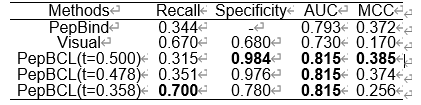 Methods Recall Specificity AUC MCC
PepBind 0.344 - 0.793 0.372
Visual 0.670 0.680 0.730 0.170
PepBCL(t=0.500) 0.315 0.984 0.815 0.385
PepBCL(t=0.478) 0.351 0.976 0.815 0.374
PepBCL(t=0.358) 0.700 0.780 0.815 0.256